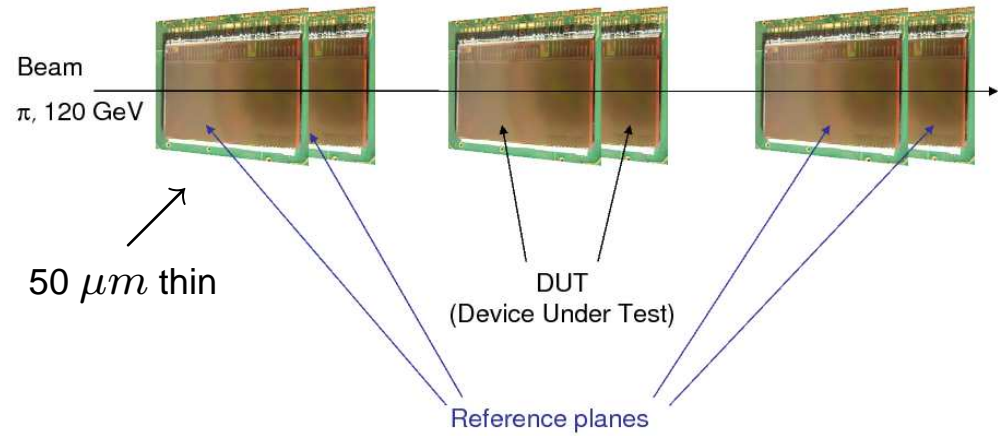 Beam
π, 120 GeV
50 μm thin
DUT
(Device Under Test)
Reference planes